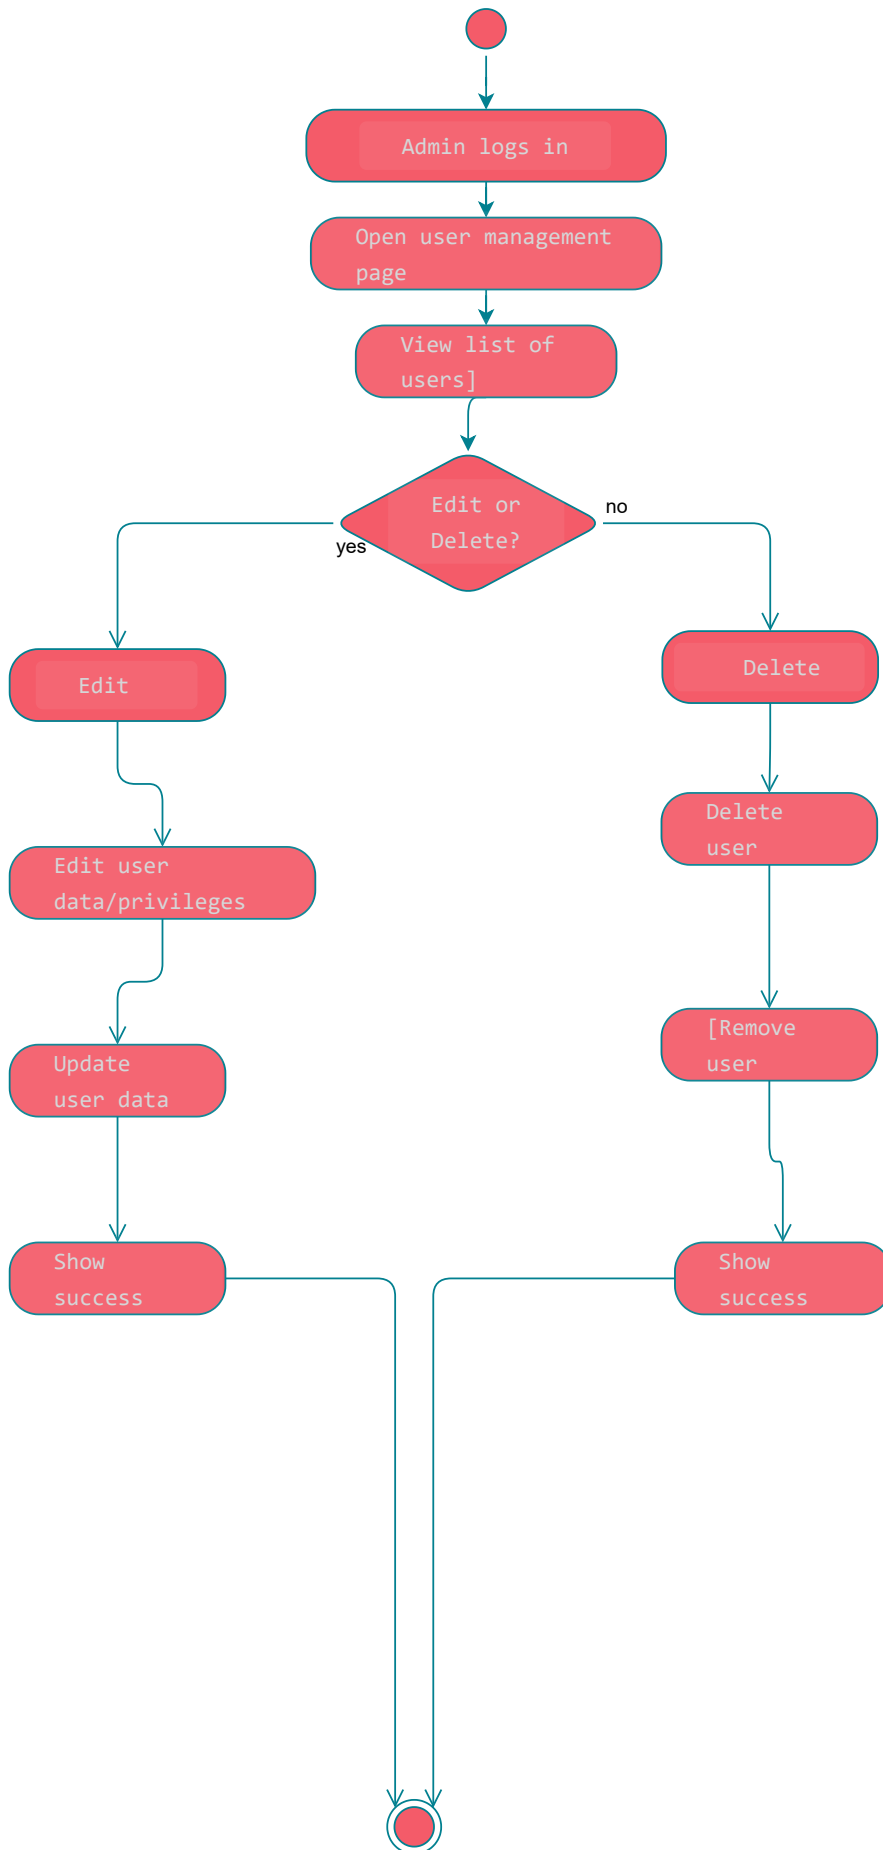 Admin logs in
Open user management
page
View list of
users]
Edit or
Delete?
no
yes
Edit
Delete
Delete
user
Edit user
data/privileges
[Remove
user
Update
user data
Show
success
Show
success